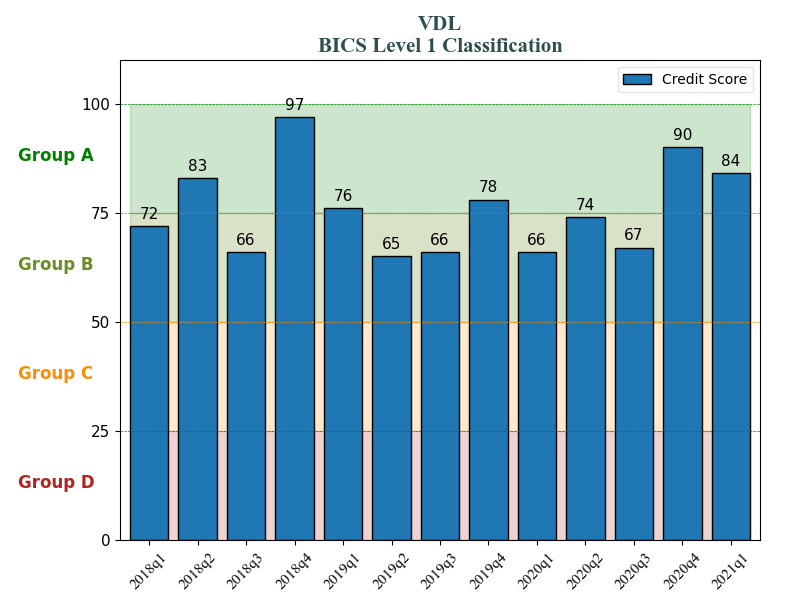 VDL
BICS Level 1 Classification
Credit Score
100
75
50
25
0
Group A
Group B
Group C
Group D
72
83
66
97
76
65
66
78
66
74
67
90
84
2018q1
2018q2
2018q3
2018q4
2019q1
2019q2
2019q3
2019q4
2020q1
2020q2
2020q3
2020q4
2021q1